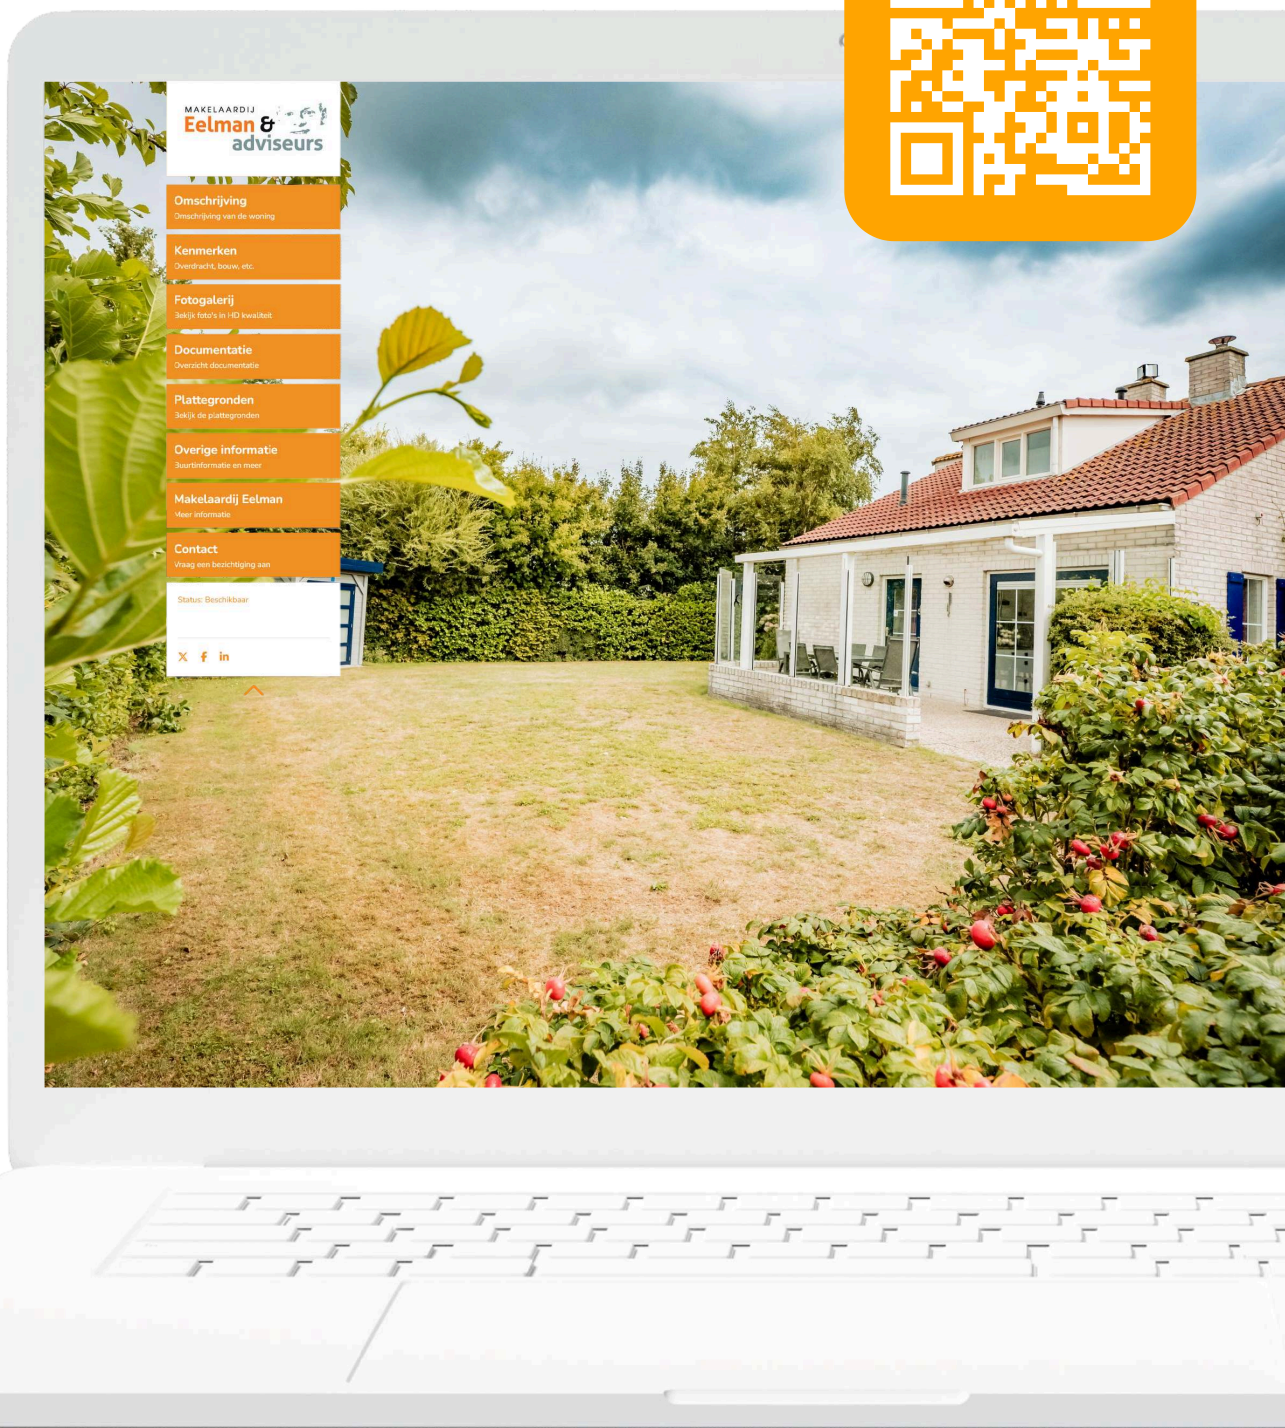 MAKELAARDIJ
Eelman &
adviseurs
Omschrijving
Omschrijving van de woning
Kenmerken
Overdracht, bouw, etc.
Fotogalerij
Bekijk foto's in HD kwaliteit
Documentatie
Overzicht documentatie
Plattegronden
Bekijk de plattegronden
Overige informatie
Buurtinformatie en meer
Makelaardij Eelman
Meer informatie
Contact
Vraag een bezichtiging aan
Status: Beschikbaar